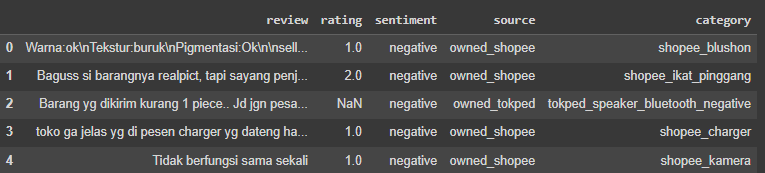 review rating sentiment source category
0 Warna:ok\nTekstur:buruk\nPigmentasi:Ok\n\nsell... 1.0 negative owned_shopee shopee_blushon
1 Baguss si barangnya realpict, tapi sayang penj... 2.0 negative owned_shopee shopee_ikat_pinggang
2 Barang yg dikirim kurang 1 piece.. Jd jgn pesa... NaN negative owned_tokped tokped_speaker_bluetooth_negative
3 toko ga jelas yg di pesen charger yg dateng ha... 1.0 negative owned_shopee shopee_charger
4 Tidak berfungsi sama sekali 1.0 negative owned_shopee shopee_kamera